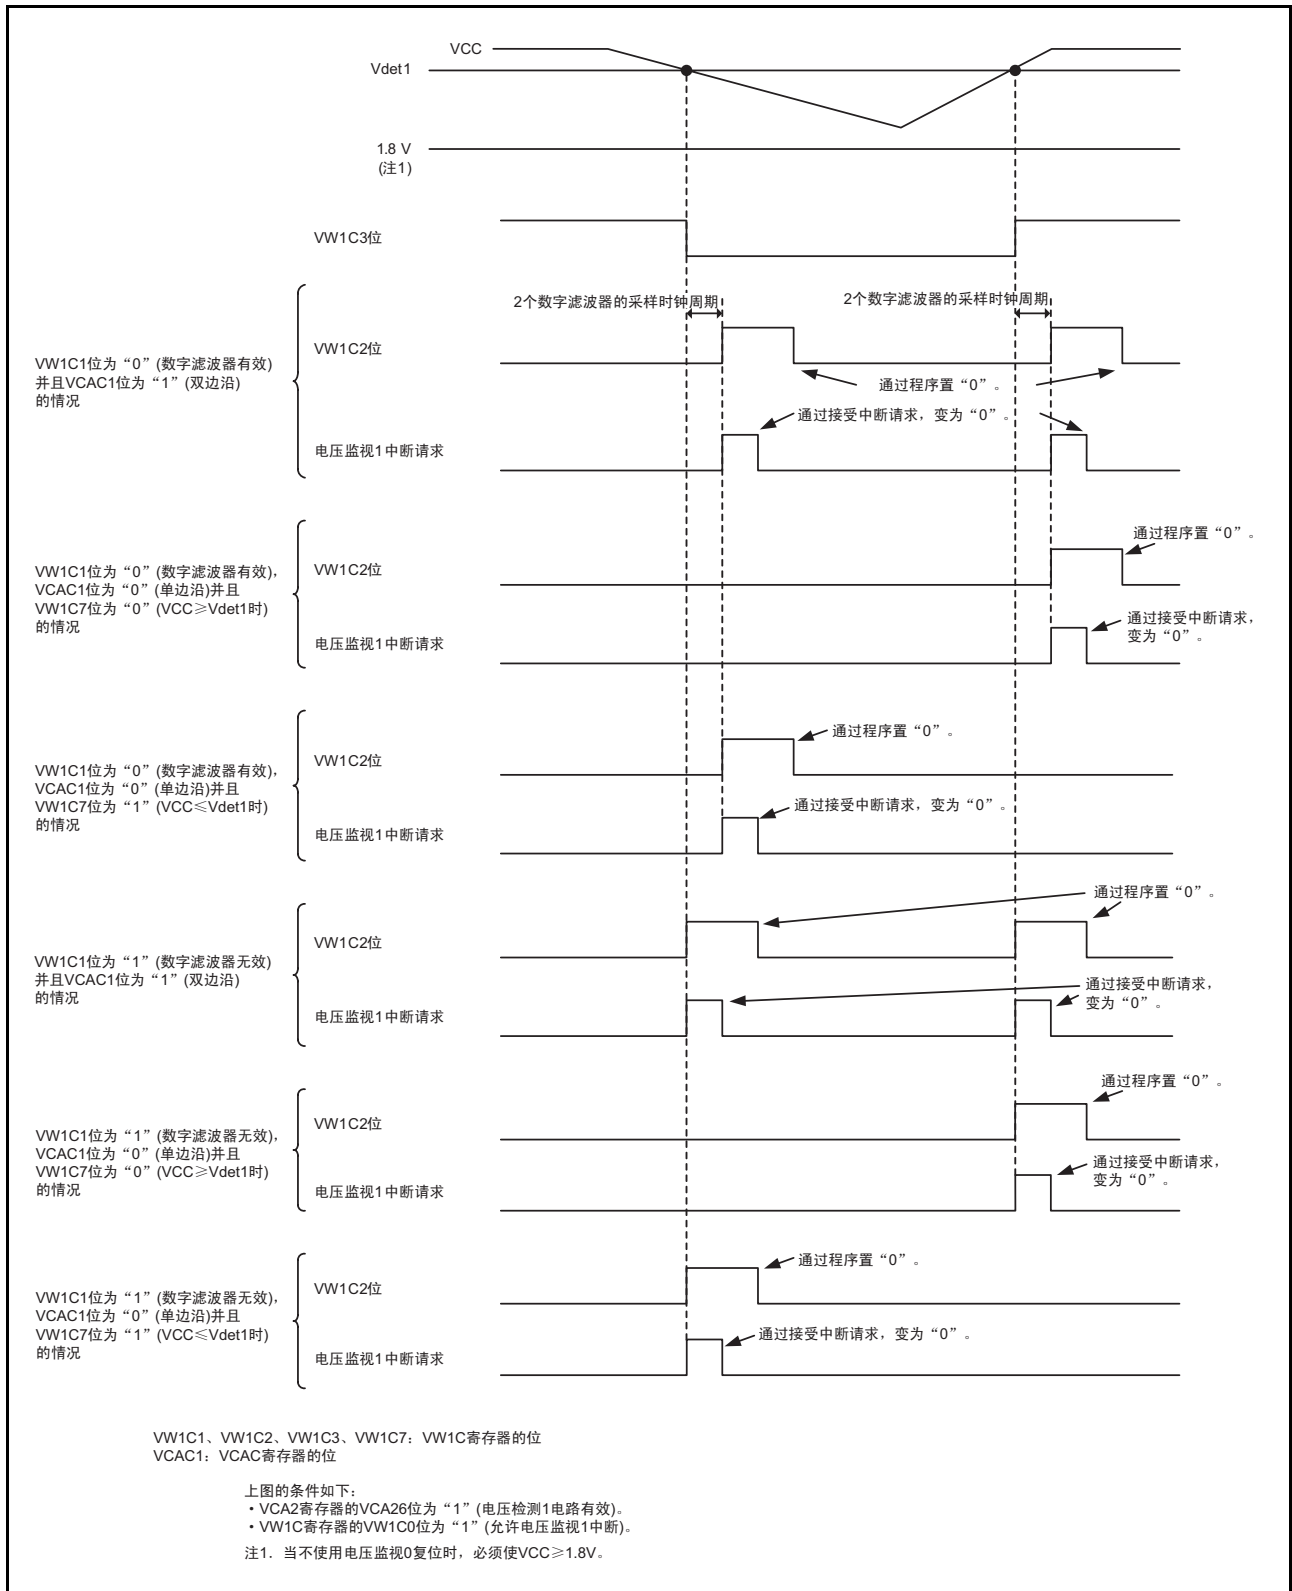 VCC
Vdet1
1.8 V
(注1)
VW1C3位
2个数字滤波器的采样时钟周期
2个数字滤波器的采样时钟周期
VW1C1位为“0”(数字滤波器有效)
并且VCAC1位为“1”(双边沿)
的情况
VW1C2位
通过程序置“0”。
通过接受中断请求，变为“0”。
电压监视1中断请求
VW1C1位为“0”(数字滤波器有效)，
VCAC1位为“0”(单边沿)并且
VW1C7位为“0”(VCC≥Vdet1时)
的情况
VW1C2位
通过程序置“0”。
电压监视1中断请求
通过接受中断请求，
变为“0”。
VW1C1位为“0”(数字滤波器有效)，
VCAC1位为“0”(单边沿)并且
VW1C7位为“1”(VCC≤Vdet1时)
的情况
VW1C2位
通过程序置“0”。
电压监视1中断请求
通过接受中断请求，变为“0”。
VW1C1位为“1”(数字滤波器无效)
并且VCAC1位为“1”(双边沿)
的情况
VW1C2位
通过程序置“0”。
电压监视1中断请求
通过接受中断请求，
变为“0”。
VW1C1位为“1”(数字滤波器无效)，
VCAC1位为“0”(单边沿)并且
VW1C7位为“0”(VCC≥Vdet1时)
的情况
VW1C2位
通过程序置“0”。
电压监视1中断请求
通过接受中断请求，
变为“0”。
VW1C1位为“1”(数字滤波器无效)，
VCAC1位为“0”(单边沿)并且
VW1C7位为“1”(VCC≤Vdet1时)
的情况
VW1C2位
通过程序置“0”。
电压监视1中断请求
通过接受中断请求，变为“0”。
VW1C1、VW1C2、VW1C3、VW1C7：VW1C寄存器的位
VCAC1：VCAC寄存器的位
上图的条件如下：
・VCA2寄存器的VCA26位为“1”(电压检测1电路有效)。
・VW1C寄存器的VW1C0位为“1”(允许电压监视1中断)。
注1. 当不使用电压监视0复位时，必须使VCC≥1.8V。